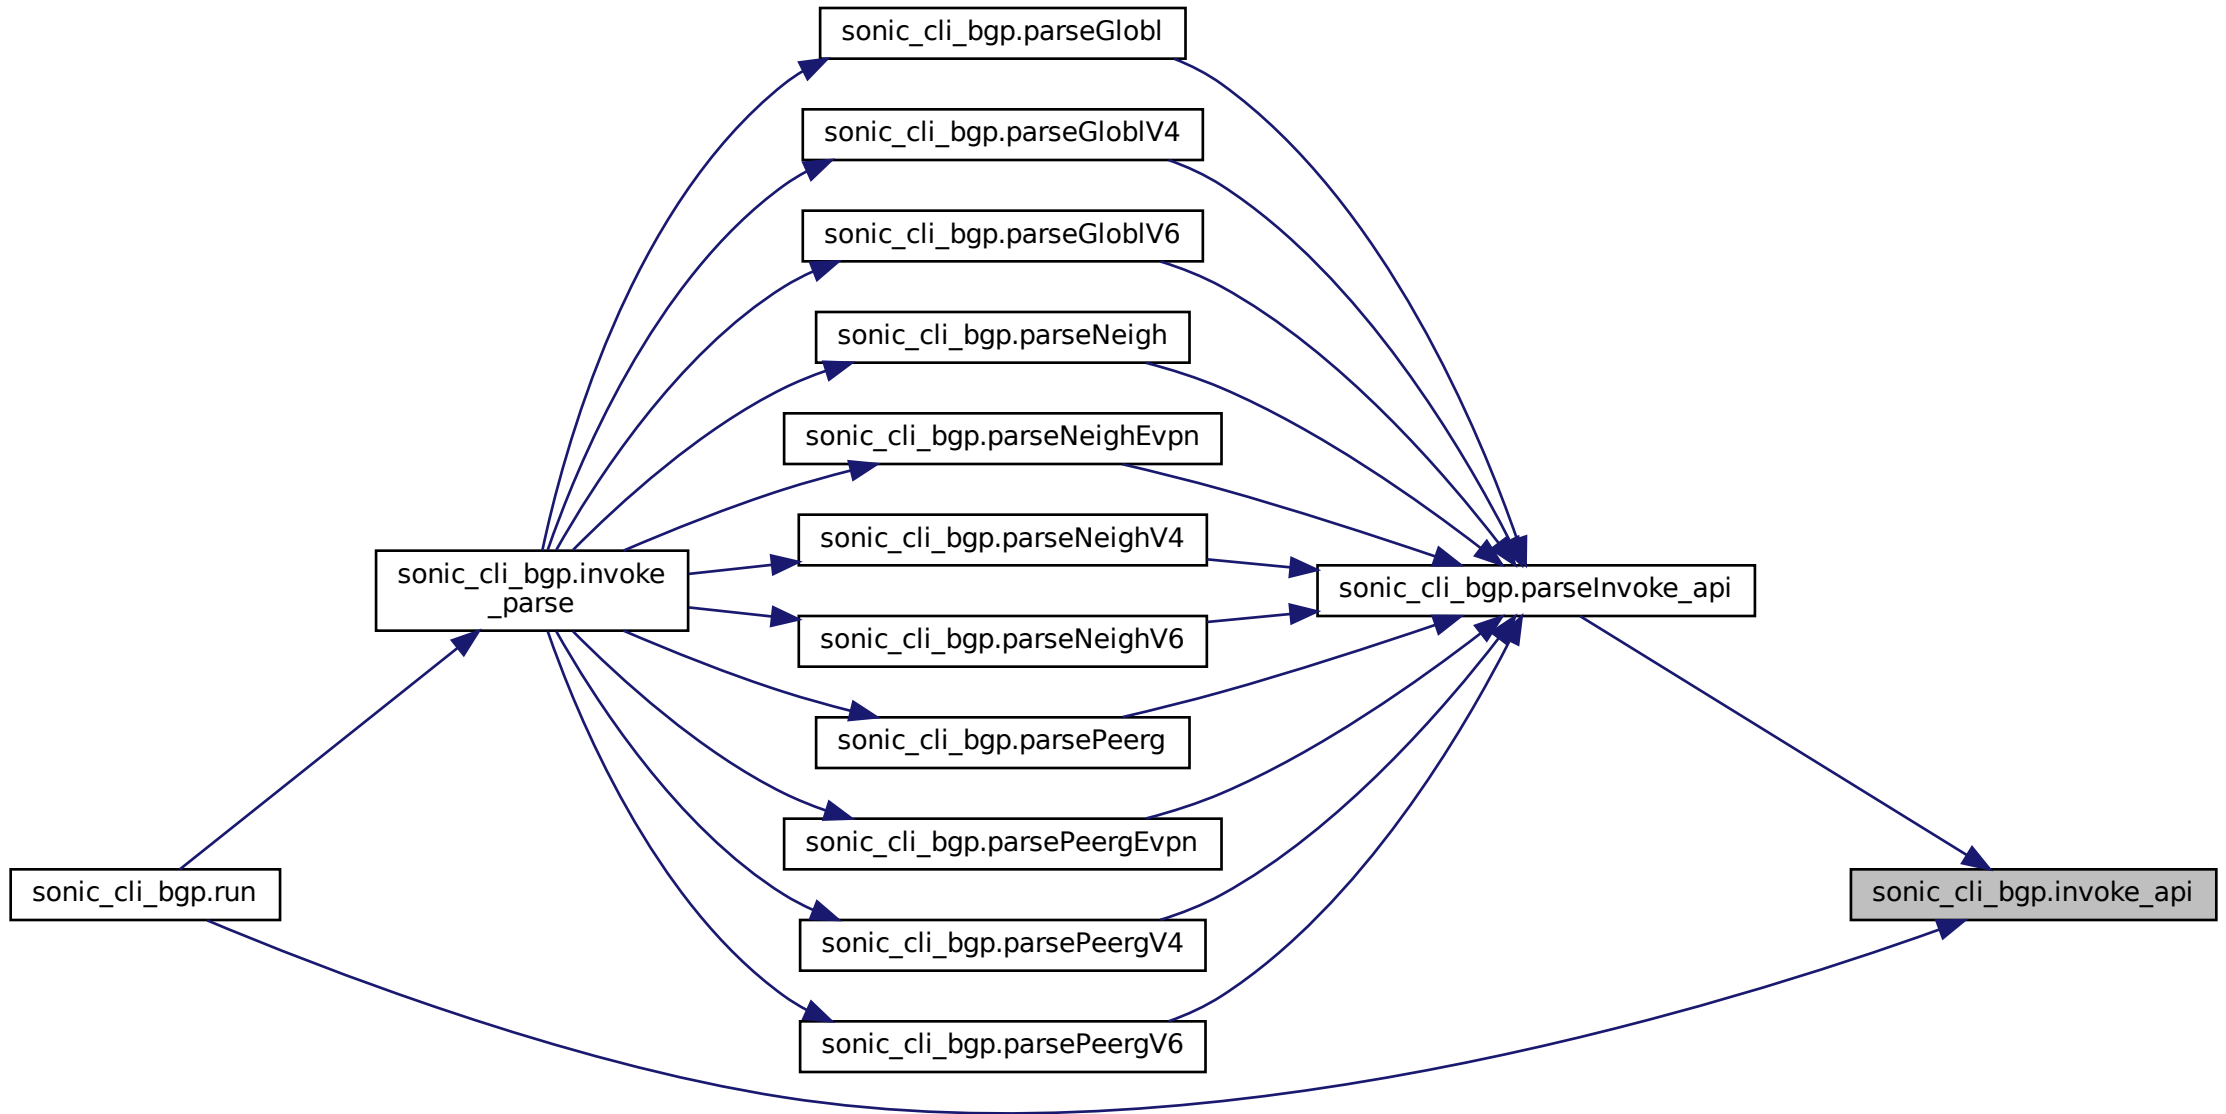 sonic_cli_bgp.parseGlobl
sonic_cli_bgp.parseGloblV4
sonic_cli_bgp.parseGloblV6
sonic_cli_bgp.parseNeigh
sonic_cli_bgp.parseNeighEvpn
sonic_cli_bgp.parseNeighV4
sonic_cli_bgp.invoke
_parse
sonic_cli_bgp.parseInvoke_api
sonic_cli_bgp.parseNeighV6
sonic_cli_bgp.parsePeerg
sonic_cli_bgp.parsePeergEvpn
sonic_cli_bgp.run
sonic_cli_bgp.invoke_api
sonic_cli_bgp.parsePeergV4
sonic_cli_bgp.parsePeergV6